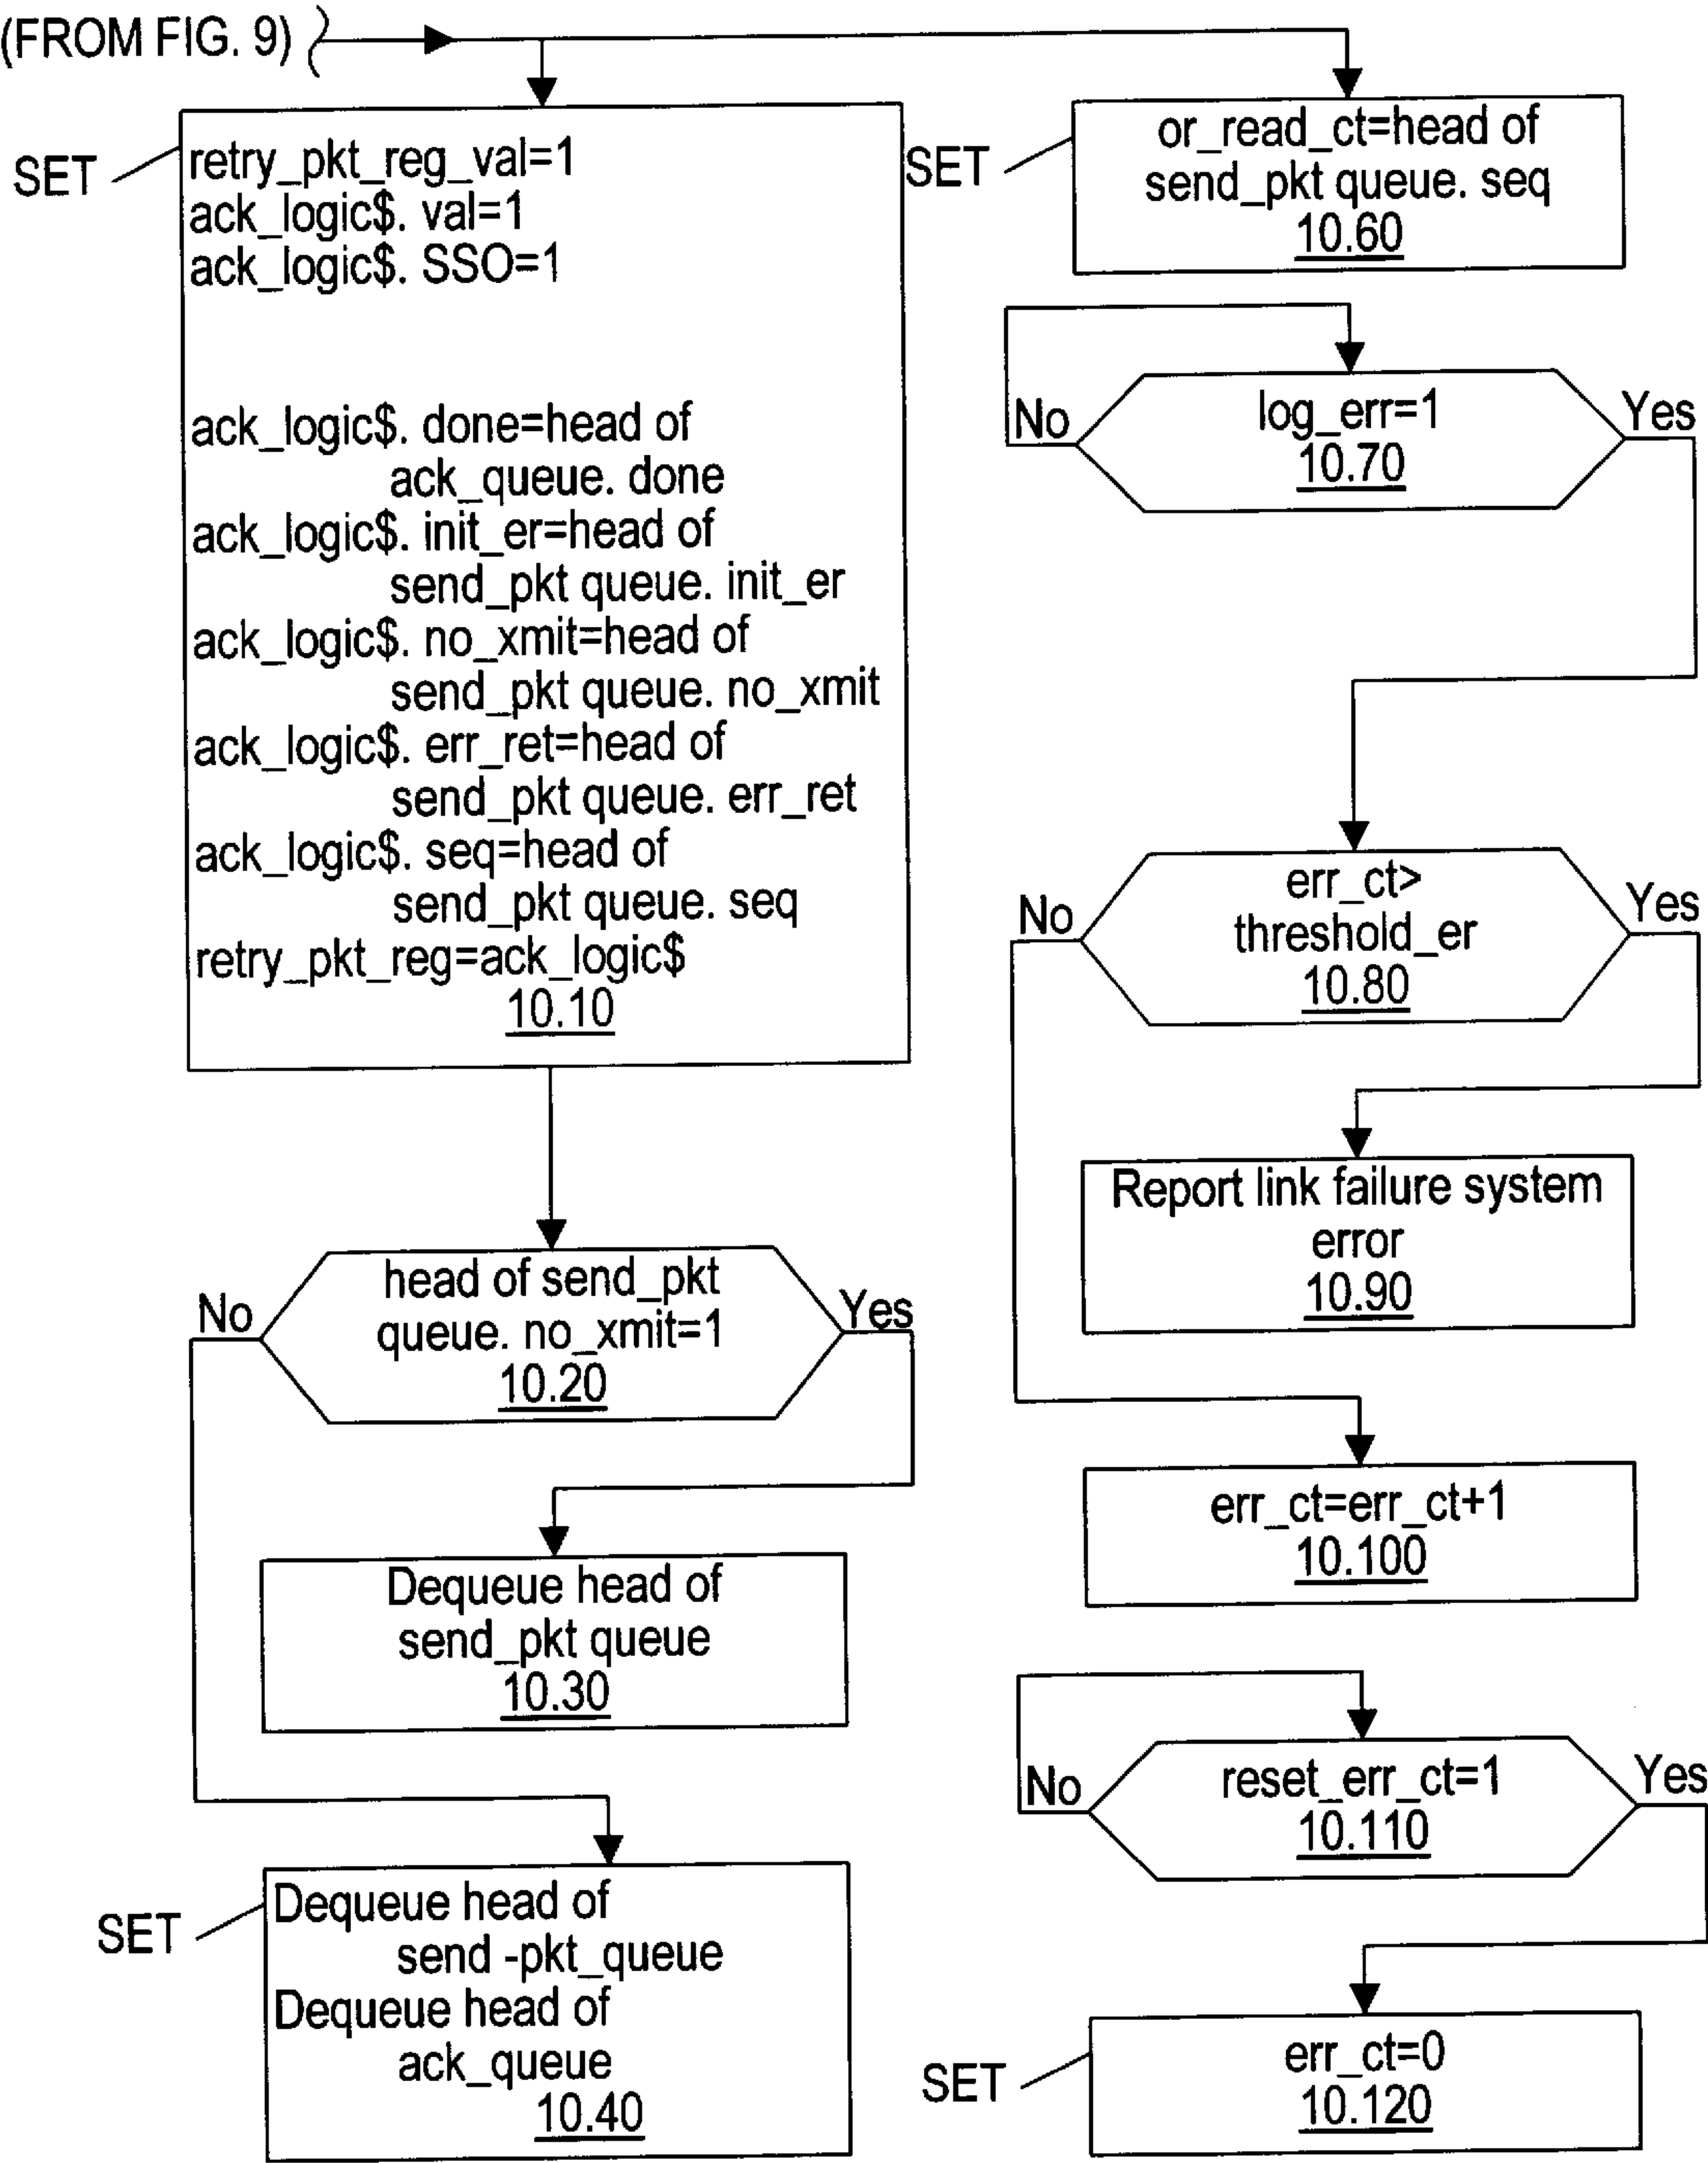 (FROM FIG. 9)
SET
retry_pkt_reg_val=1
ack_logic$. val=1
ack_logic$. SSO=1
ack_logic$. done=head of
ack_queue. done
ack_logic$. init_er=head of
send_pkt queue. init_er
ack_logic$. no_xmit=head of
send_pkt queue. no_xmit
ack_logic$. err_ret=head of
send_pkt queue. err_ret
ack_logic$. seq=head of
send_pkt queue. seq
retry_pkt_reg=ack_logic$
10.10
head of send_pkt
queue. no_xmit=1
10.20
No
Yes
Dequeue head of
send_pkt queue
10.30
SET
Dequeue head of
send -pkt_queue
Dequeue head of
ack_queue
10.40
SET
or_read_ct=head of
send_pkt queue. seq
10.60
No
log_err=1
10.70
Yes
No
err_ct>
threshold_er
10.80
Yes
Report link failure system
error
10.90
err_ct=err_ct+1
10.100
No
reset_err_ct=1
10.110
Yes
SET
err_ct=0
10.120